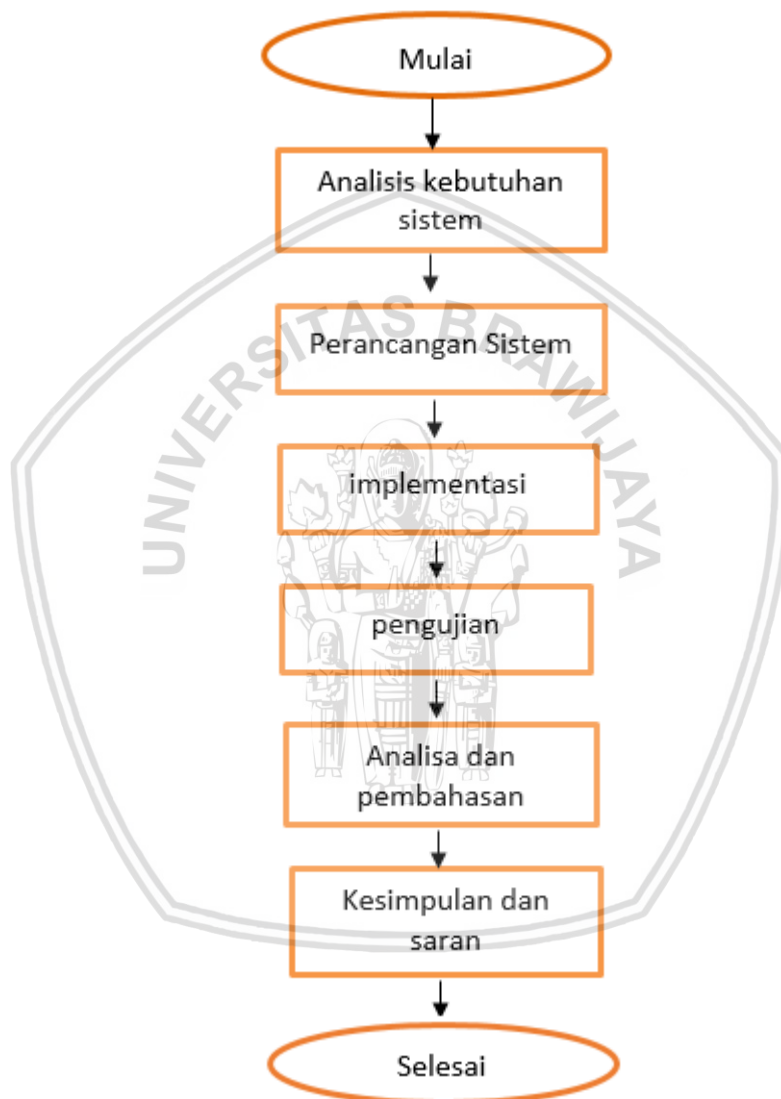 Mulai
Analisis kebutuhan
sistem
UNIVERSITAS BRAWIJAYA
Perancangan Sistem
implementasi
pengujian
Analisa dan
pembahasan
Kesimpulan dan
saran
Selesai